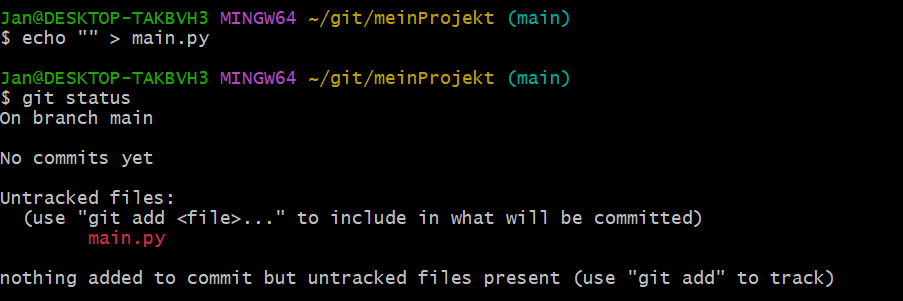 Jan@DESKTOP-TAKBVH3 MINGW64 ~/git/meinProjekt (main)
$ echo "" > main.py
Jan@DESKTOP-TAKBVH3 MINGW64 ~/git/meinProjekt (main)
$ git status
On branch main
No commits yet
Untracked files:
  (use "git add <file>..." to include in what will be committed)
        main.py
nothing added to commit but untracked files present (use "git add" to track)